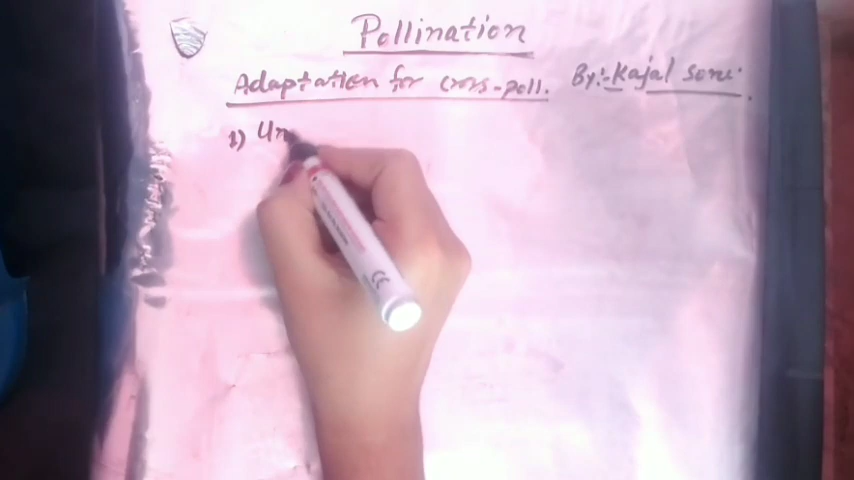 Pollination
Adaptation for cross-poll. By:- Kajal soni.
1) Un